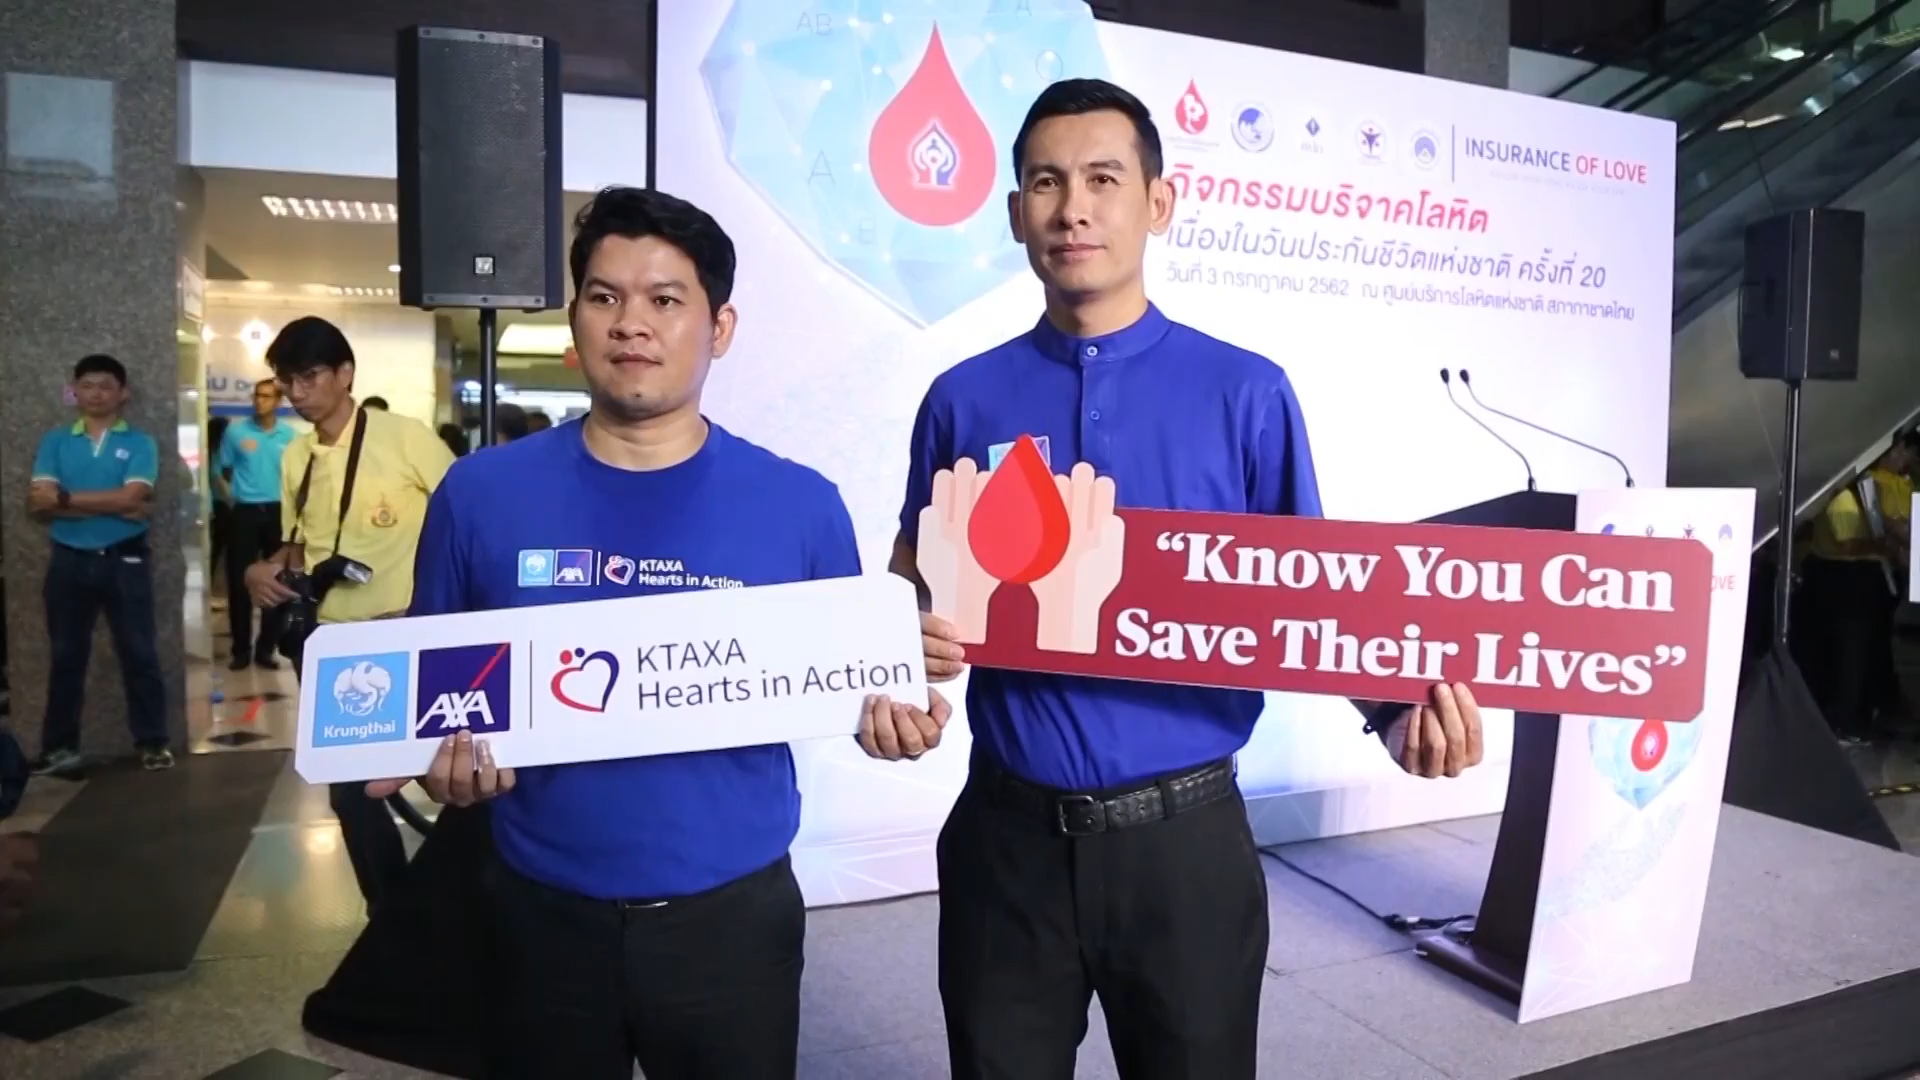 AB
A
O
A
B
INSURANCE OF LOVE
กิจกรรมบริจาคโลหิต
เนื่องในวันประกันชีวิตแห่งชาติ ครั้งที่ 20
วันที่ 3 กรกฎาคม 2562 ณ ศูนย์บริการโลหิตแห่งชาติ สภากาชาดไทย
AXA
KTAXA
Hearts in Action
Krungthai
AXA
KTAXA
Hearts in Action
“Know You Can
Save Their Lives”
OVE